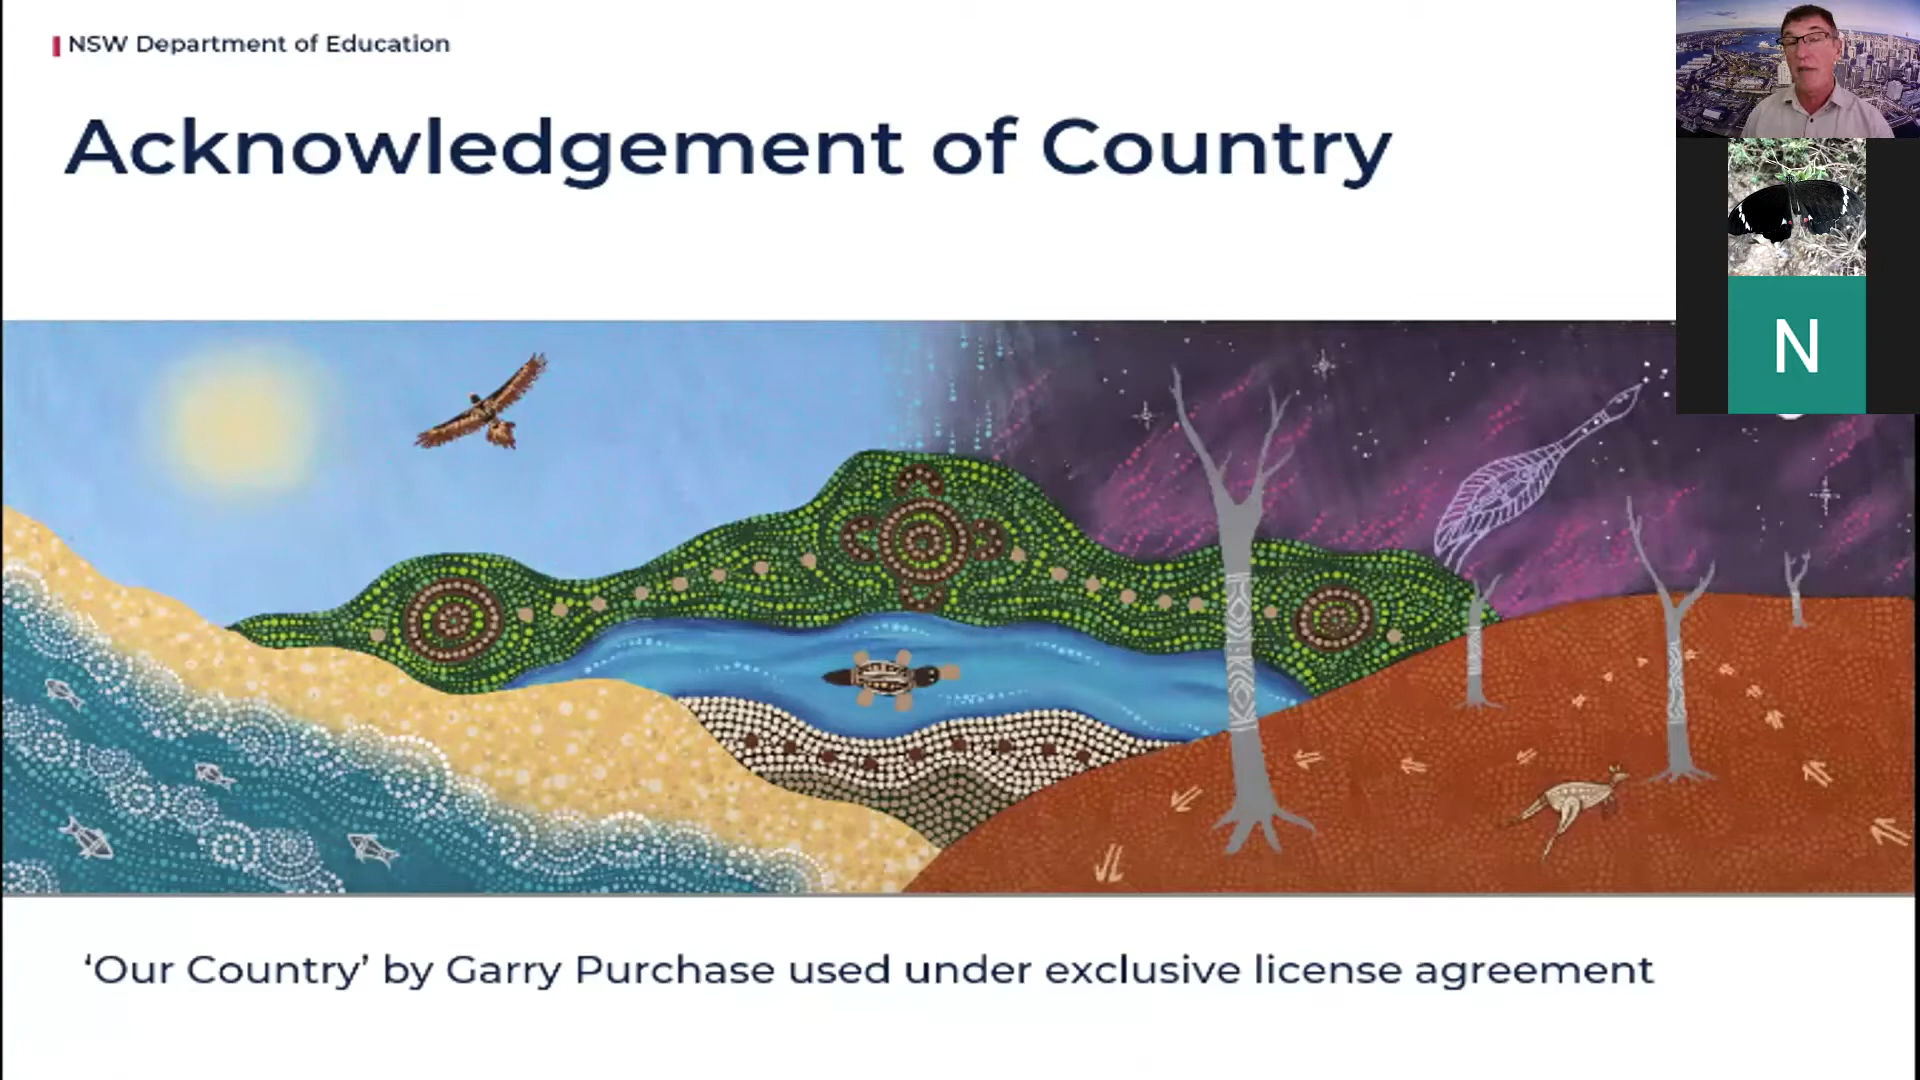 NSW Department of Education
Acknowledgement of Country
N
‘Our Country’ by Garry Purchase used under exclusive license agreement